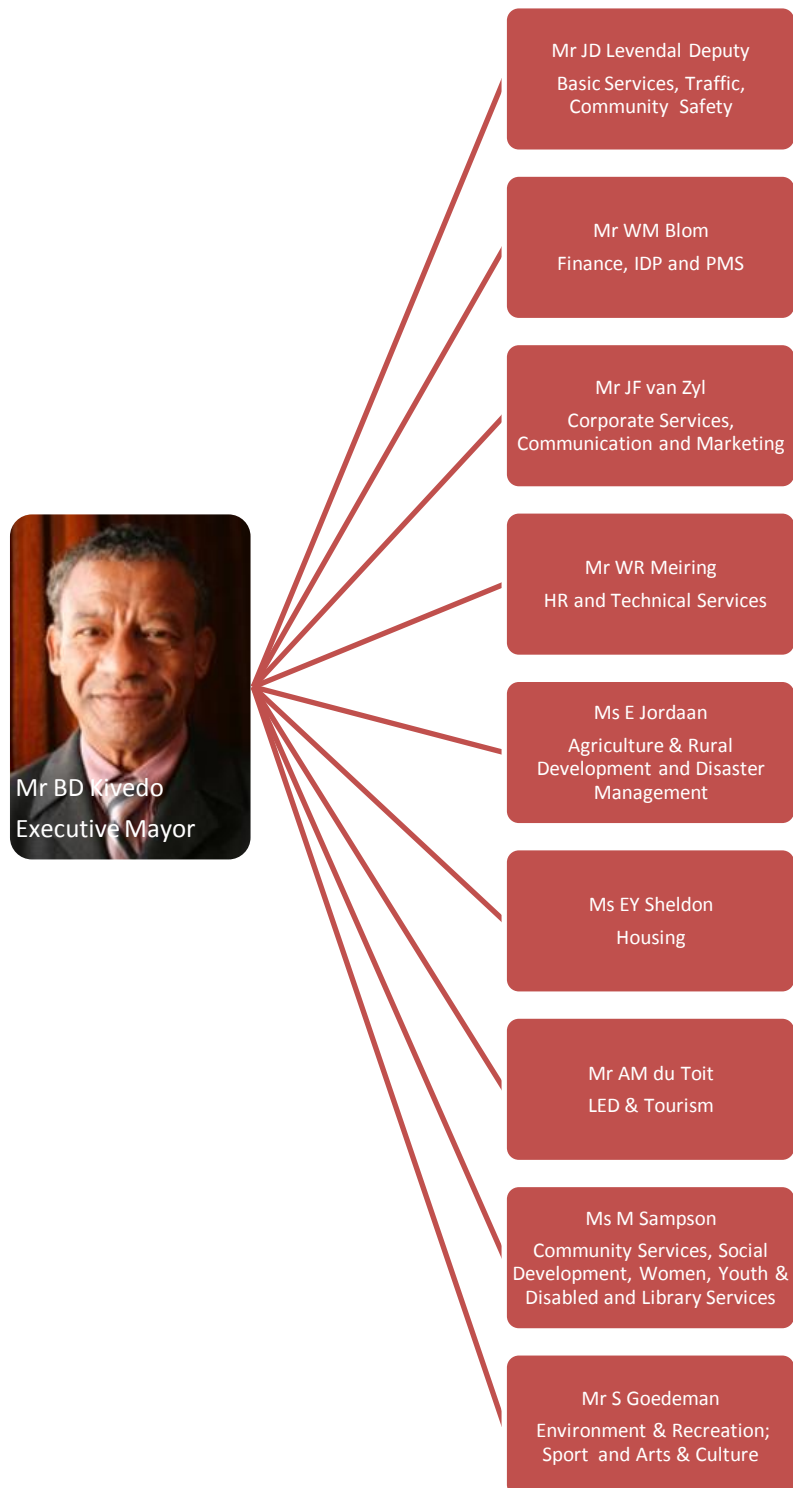 Mr JD Levendal Deputy
Basic Services, Traffic,
Community Safety
Mr WM Blom
Finance, IDP and PMS
Mr JF van Zyl
Corporate Services,
Communication and Marketing
Mr WR Meiring
HR and Technical Services
Mr BD Kivedo
Executive Mayor
Ms E Jordaan
Agriculture & Rural
Development and Disaster
Management
Ms EY Sheldon
Housing
Mr AM du Toit
LED & Tourism
Ms M Sampson
Community Services, Social
Development, Women, Youth &
Disabled and Library Services
Mr S Goedeman
Environment & Recreation;
Sport and Arts & Culture